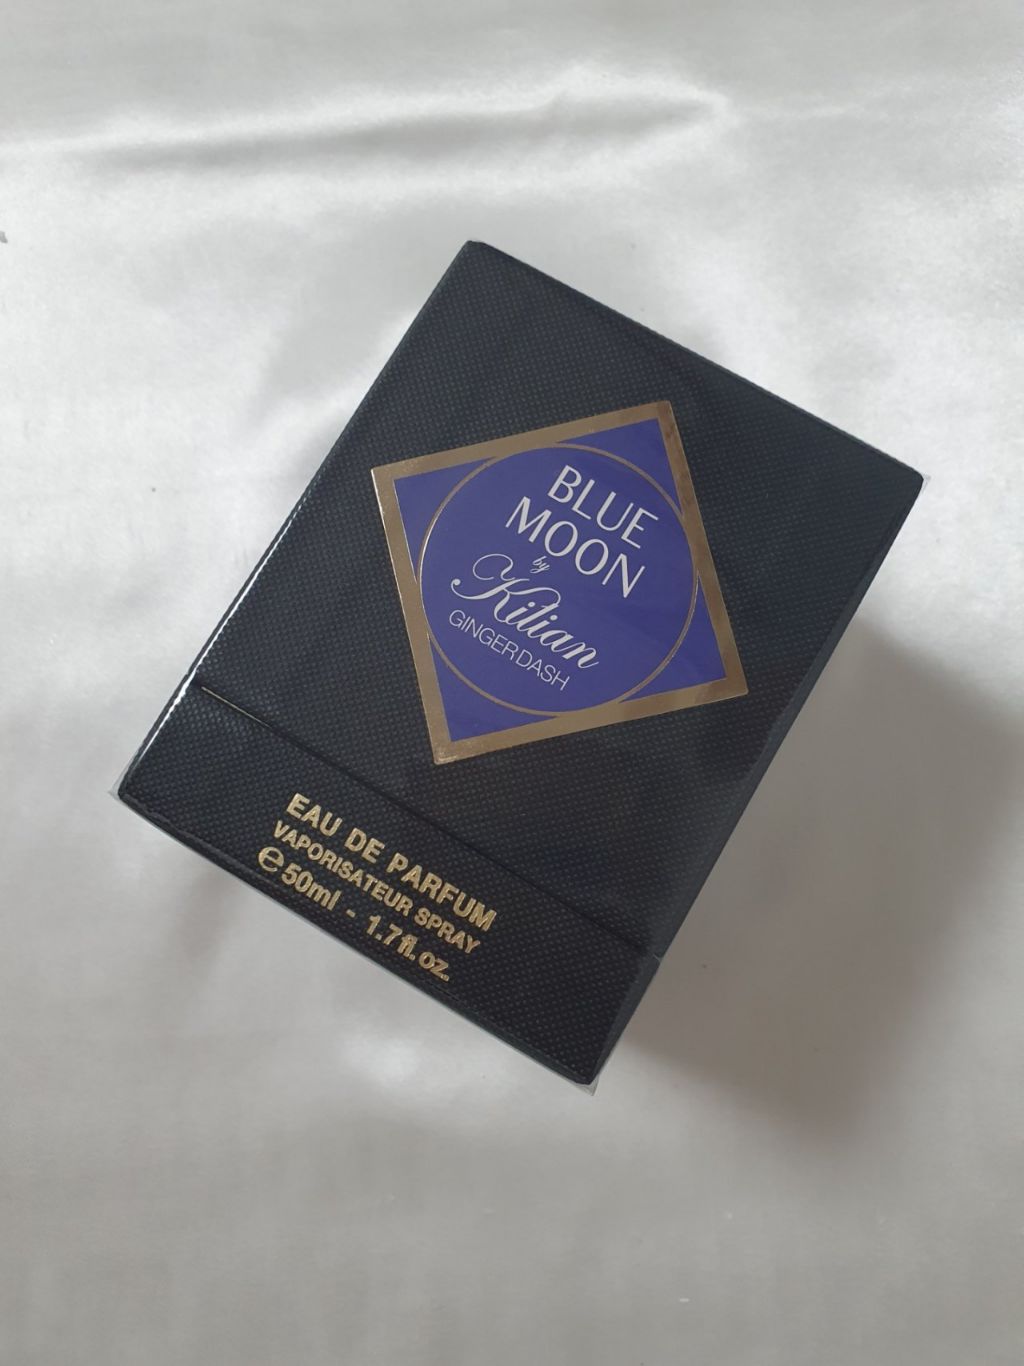 BLUE
MOON
by
Kilian
GINGER DASH
EAU DE PARFUM
VAPORISATEUR SPRAY
℮50ml - 1.7fl.oz.